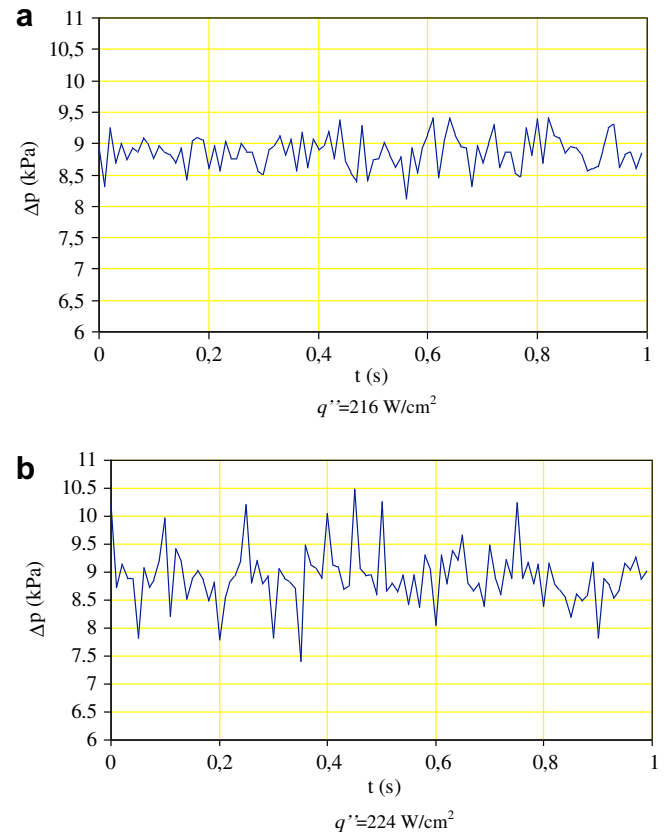 a
11
10,5
10
9,5
9
8,5
8
7,5
7
6,5
6
Δp (kPa)
0 0,2 0,4 0,6 0,8 1
t (s)
q’’=216 W/cm²
b
11
10.5
10
9.5
9
8.5
8
7.5
7
6.5
6
Δp (kPa)
0 0,2 0,4 0,6 0,8 1
t (s)
q’’=224 W/cm²